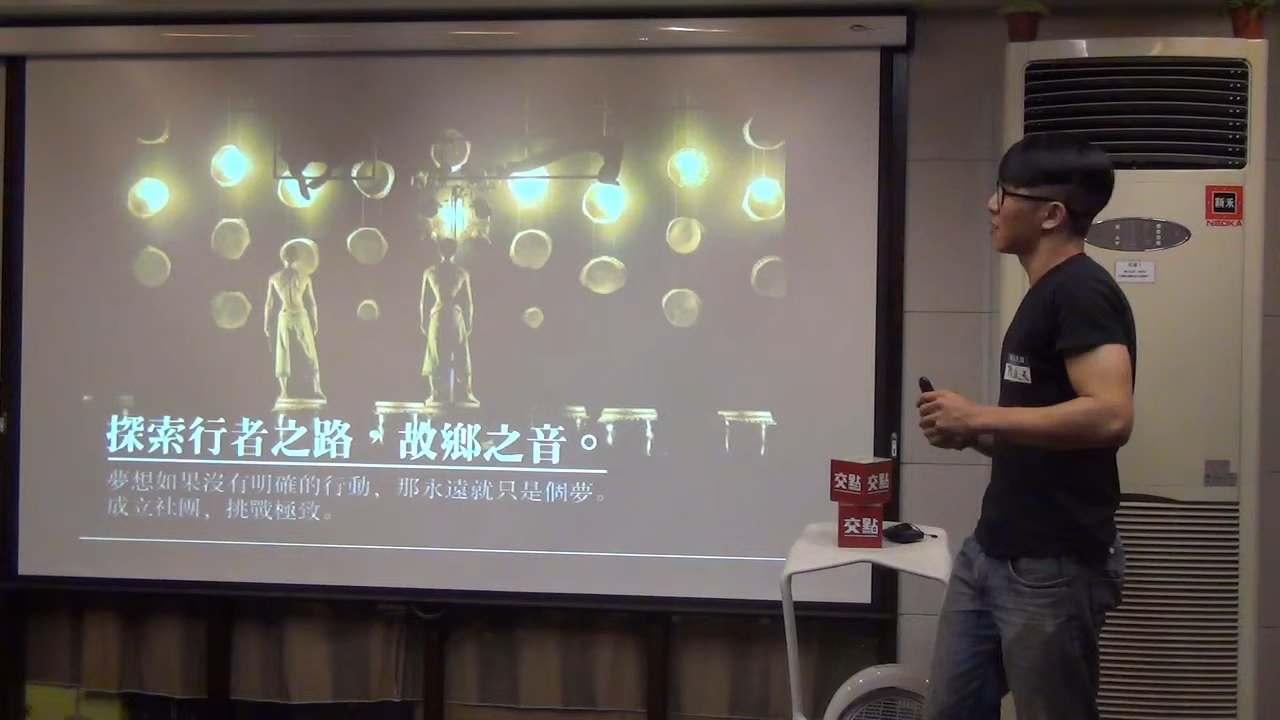 探索行者之路，故鄉之音。
夢想如果沒有明確的行動，那永遠就只是個夢。
成立社團，挑戰極致。
交點 交點
交點
新禾
NEOKA